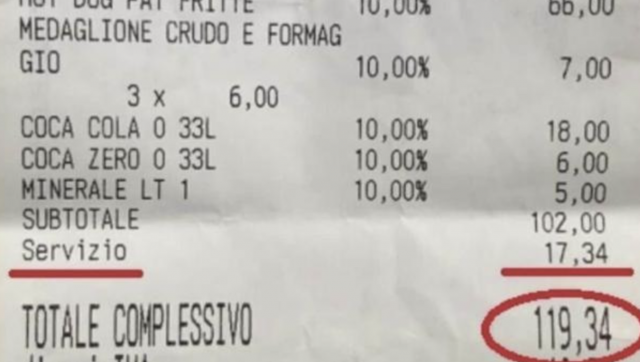 HOT DOG PAT FRITTE 10,00% 66,00
MEDAGLIONE CRUDO E FORMAG
GIO 10,00% 7,00
3 x 6,00
COCA COLA 0 33L 10,00% 18,00
COCA ZERO 0 33L 10,00% 6,00
MINERALE LT 1 10,00% 5,00
SUBTOTALE 102,00
Servizio 17,34
TOTALE COMPLESSIVO 119,34